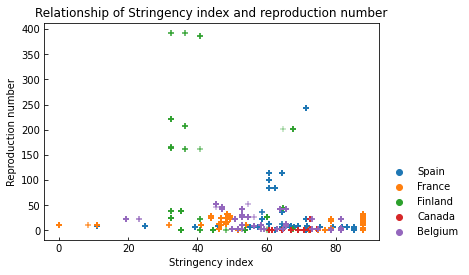 Relationship of Stringency index and reproduction number
400
350
300
250
200
150
100
50
0
Reproduction number
0 20 40 60 80
Stringency index
Spain
France
Finland
Canada
Belgium